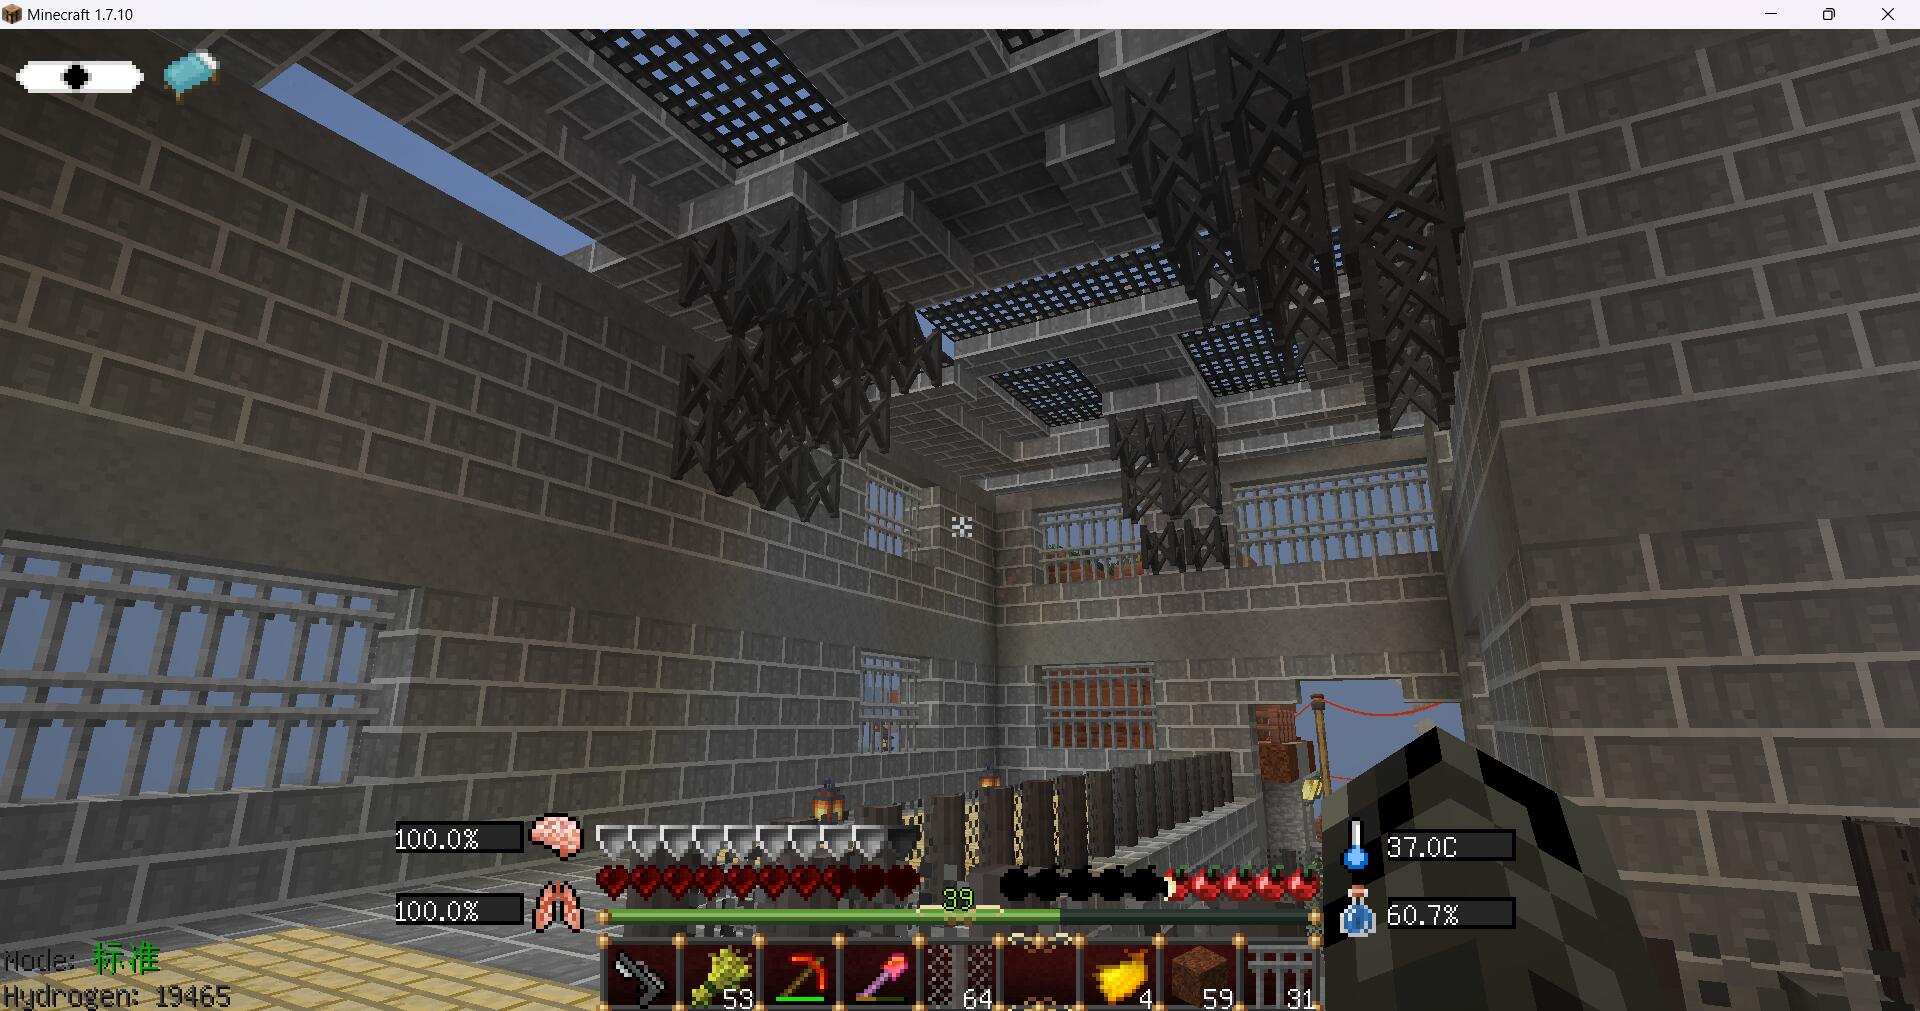 Minecraft 1.7.10
100.0%
37.0C
39
100.0%
60.7%
Mode: 标准
Hydrogen: 19465
53
64
4
59
31